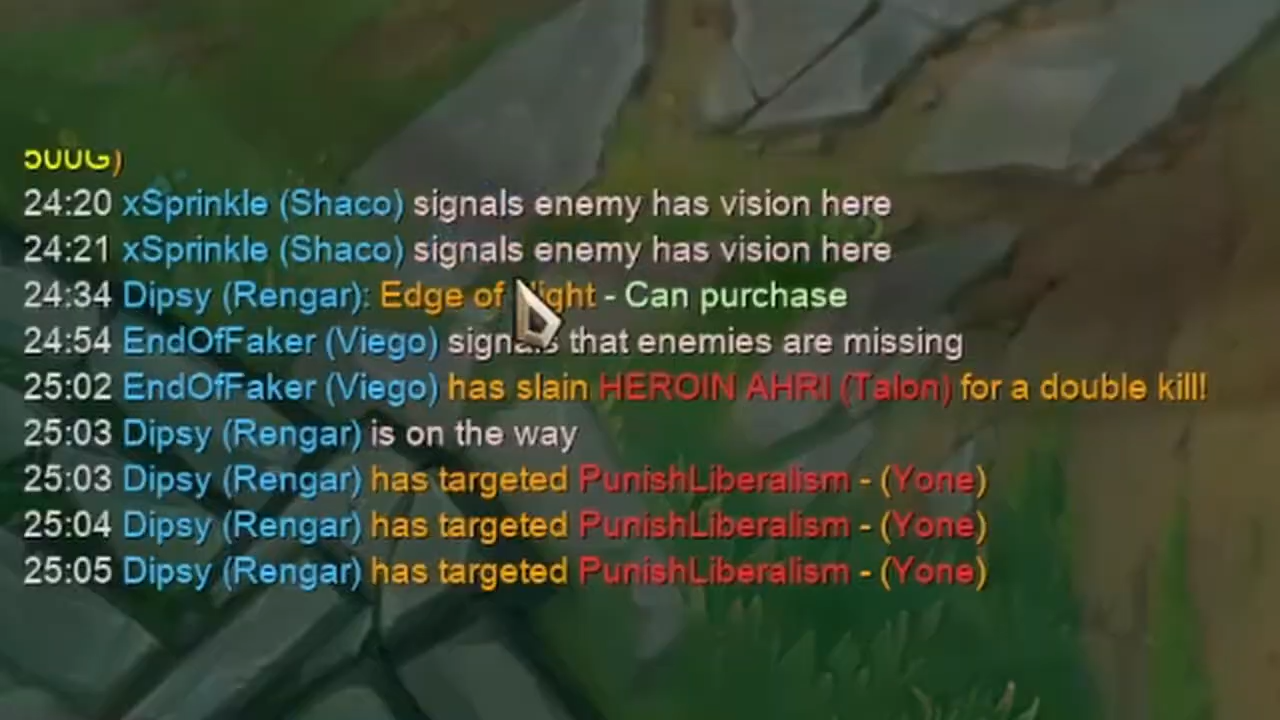 500G)
24:20 xSprinkle (Shaco) signals enemy has vision here
24:21 xSprinkle (Shaco) signals enemy has vision here
24:34 Dipsy (Rengar): Edge of Night - Can purchase
24:54 EndOfFaker (Viego) signals that enemies are missing
25:02 EndOfFaker (Viego) has slain HEROIN AHRI (Talon) for a double kill!
25:03 Dipsy (Rengar) is on the way
25:03 Dipsy (Rengar) has targeted PunishLiberalism - (Yone)
25:04 Dipsy (Rengar) has targeted PunishLiberalism - (Yone)
25:05 Dipsy (Rengar) has targeted PunishLiberalism - (Yone)